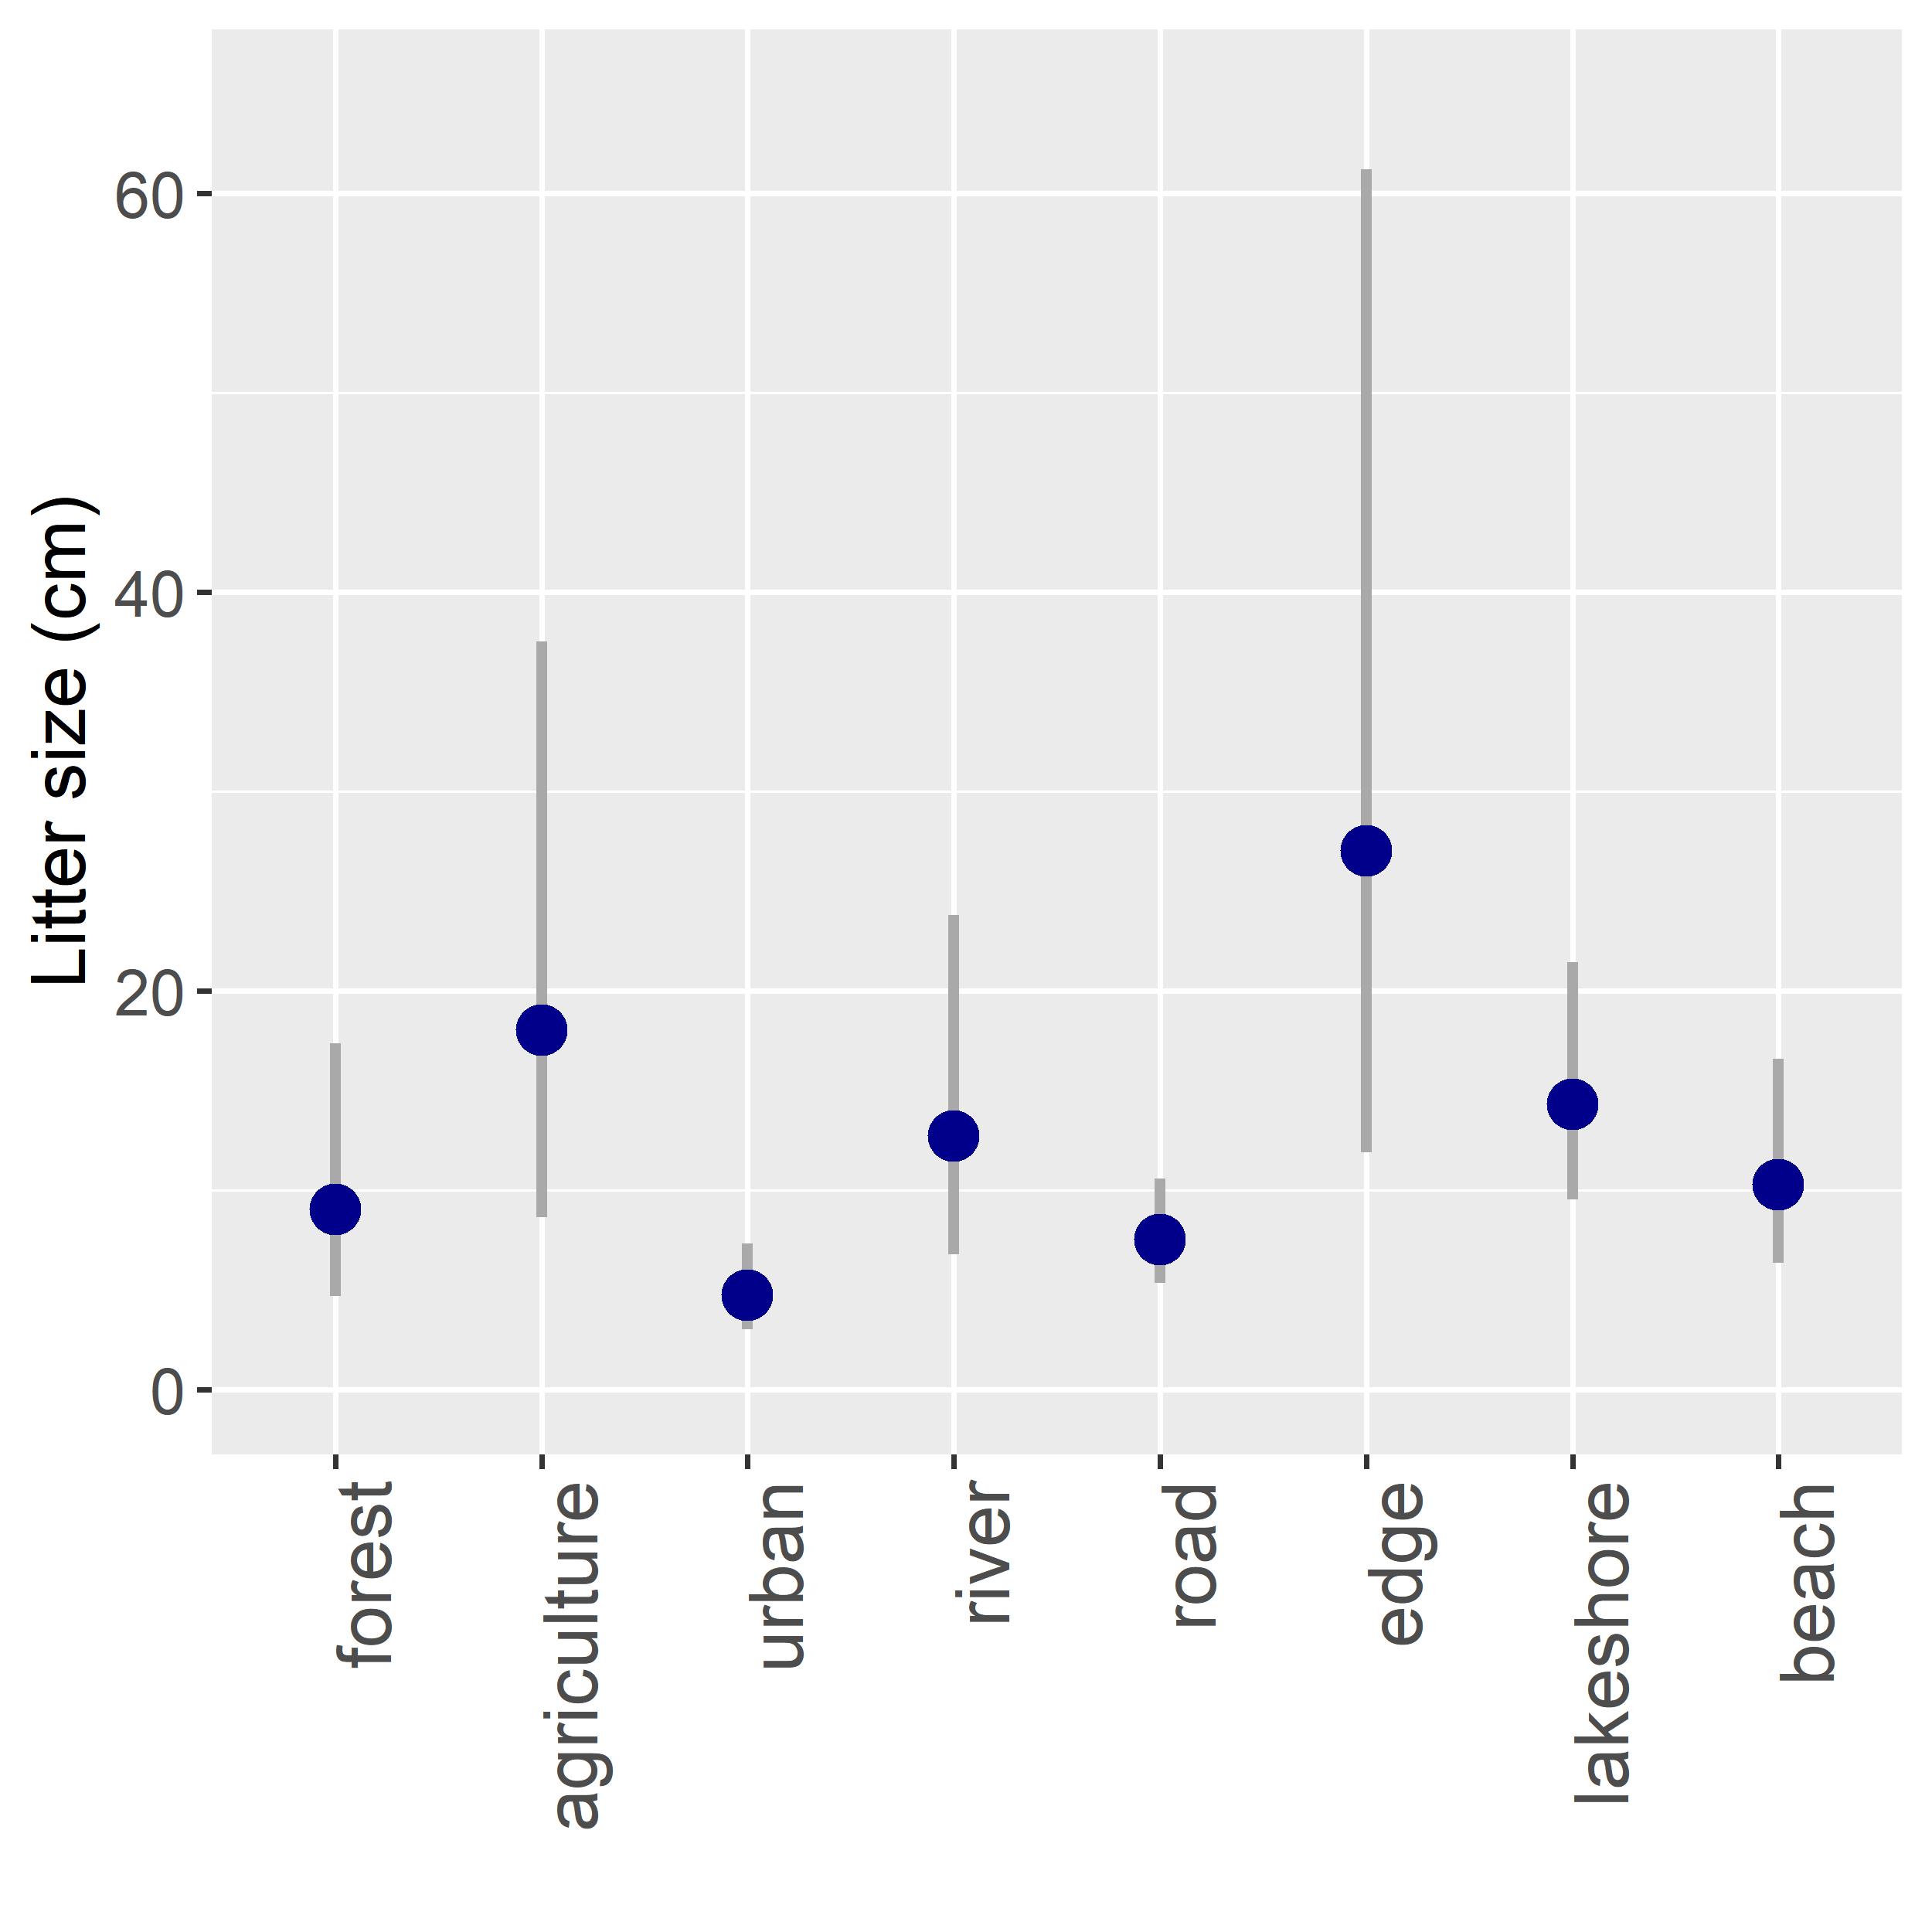 Litter size (cm)
60
40
20
0
forest
agriculture
urban
river
road
edge
lakeshore
beach